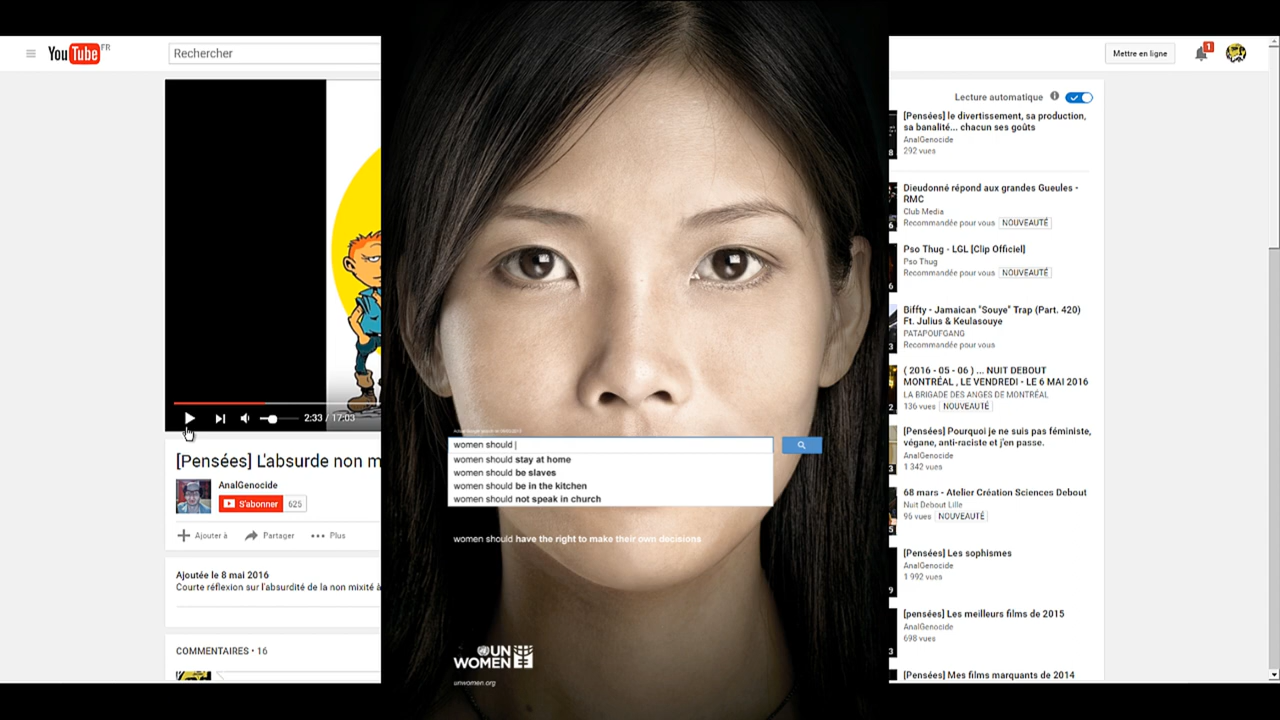 YouTube FR
Rechercher
Mettre en ligne
1
2:33 / 17:03
[Pensées] L'absurde non m
AnalGenocide
S'abonner 625
Ajouter à Partager Plus
Ajoutée le 8 mai 2016
Courte réflexion sur l'absurdité de la non mixité à
COMMENTAIRES • 16
women should
women should stay at home
women should be slaves
women should be in the kitchen
women should not speak in church
women should have the right to make their own decisions
UN
WOMEN
unwomen.org
Lecture automatique
[Pensées] le divertissement, sa production,
sa banalité... chacun ses goûts
AnalGenocide
292 vues
Dieudonné répond aux grandes Gueules -
RMC
Club Media
Recommandée pour vous NOUVEAUTÉ
Pso Thug - LGL [Clip Officiel]
Pso Thug
Recommandée pour vous NOUVEAUTÉ
Biffty - Jamaican "Souye" Trap (Part. 420)
Ft. Julius & Keulasouye
PATAPOUFGANG
Recommandée pour vous
( 2016 - 05 - 06 ) ... NUIT DEBOUT
MONTRÉAL , LE VENDREDI - LE 6 MAI 2016
LA BRIGADE DES ANGES DE MONTRÉAL
136 vues NOUVEAUTÉ
[Pensées] Pourquoi je ne suis pas féministe,
végane, anti-raciste et j'en passe.
AnalGenocide
1 342 vues
68 mars - Atelier Création Sciences Debout
Nuit Debout Lille
96 vues NOUVEAUTÉ
[Pensées] Les sophismes
AnalGenocide
1 992 vues
[pensées] Les meilleurs films de 2015
AnalGenocide
698 vues
[Pensées] Mes films marquants de 2014